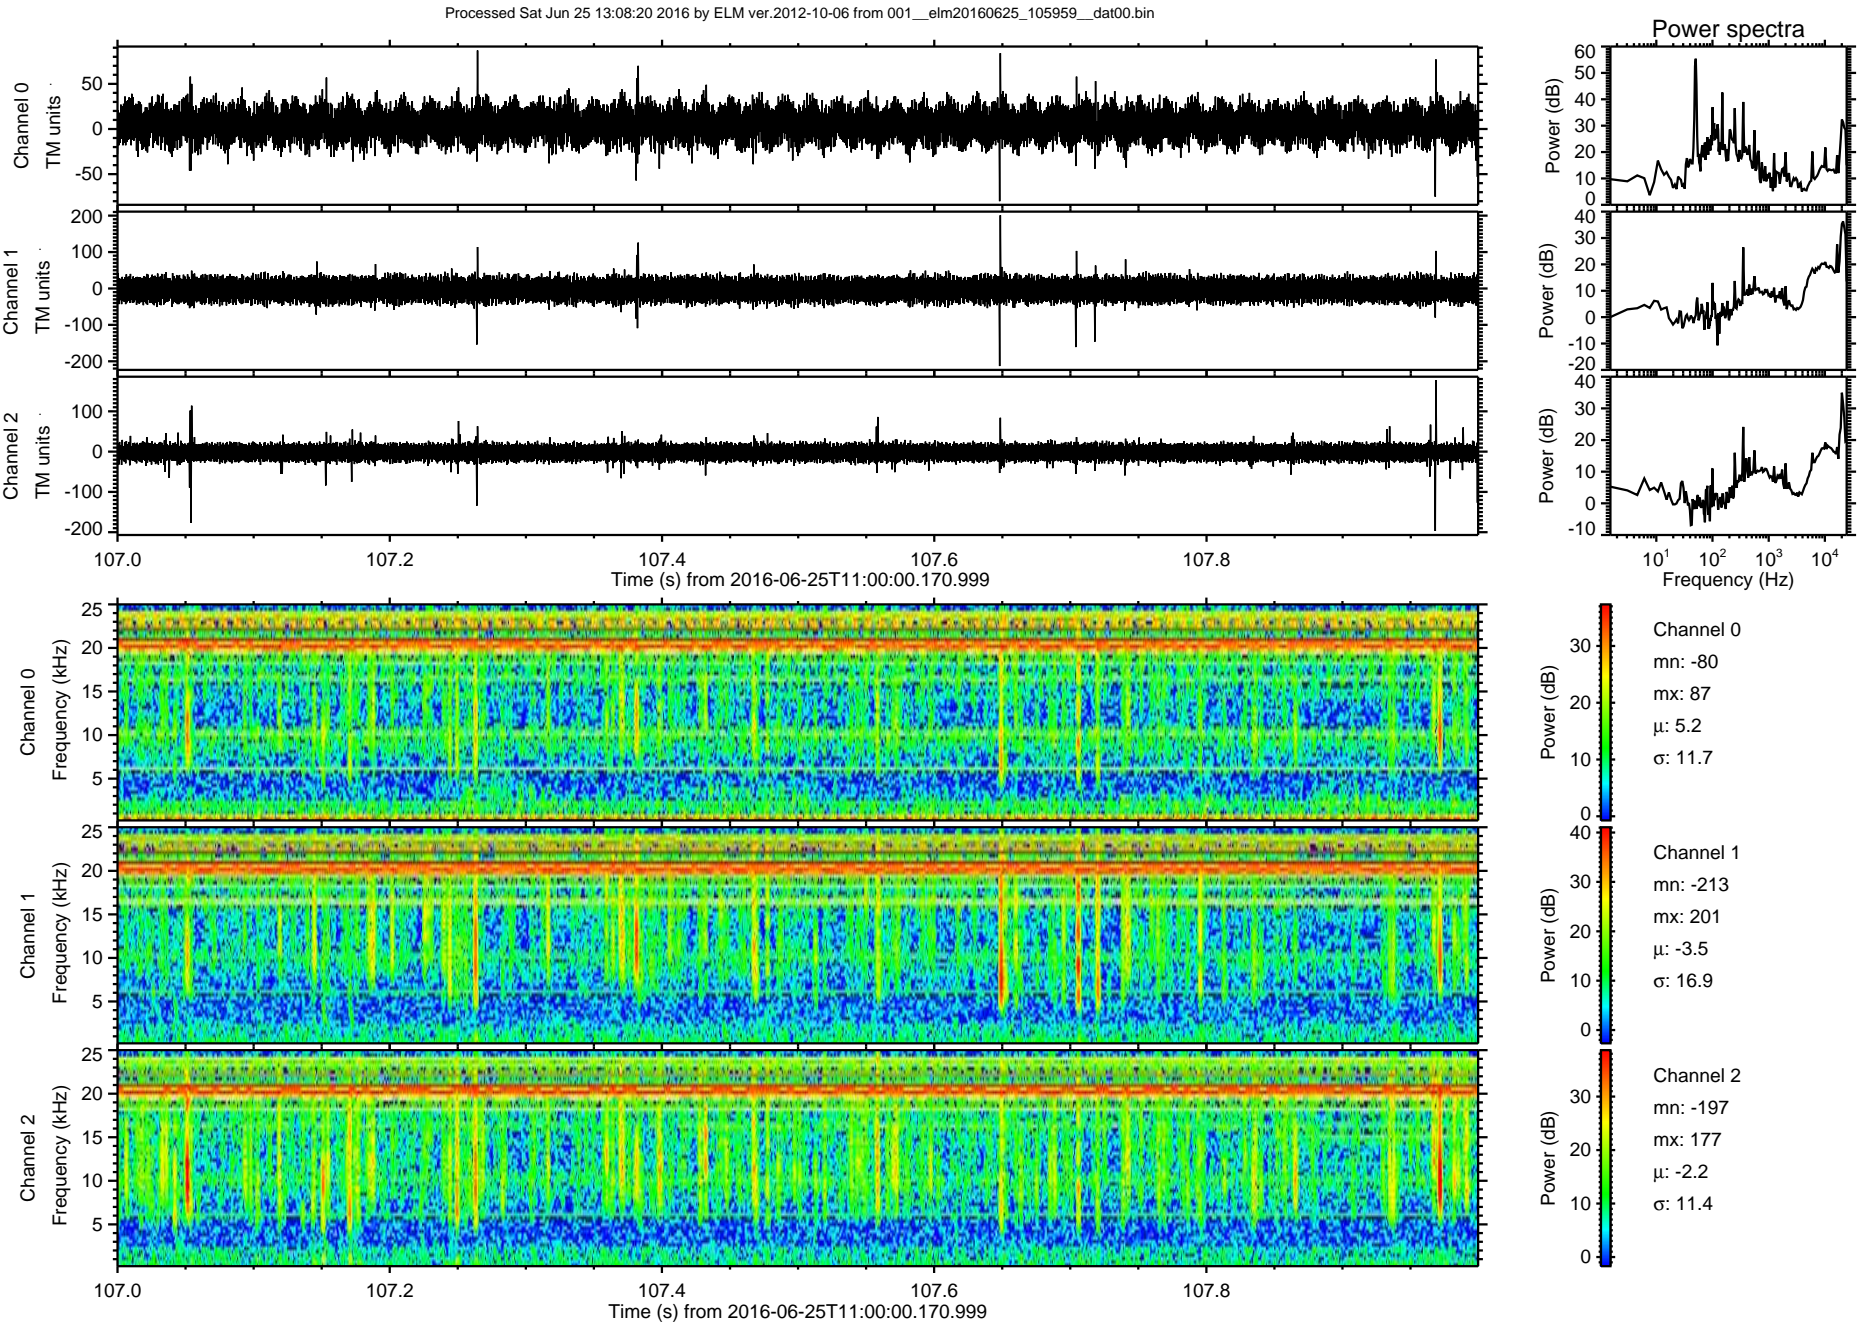 Processed Sat Jun 25 13:08:20 2016 by ELM ver.2012-10-06 from 001__elm20160625_105959__dat00.bin
Power spectra
Channel 0
TM units
50
0
-50
Power (dB)
60
50
40
30
20
10
0
Channel 1
TM units
200
100
0
-100
-200
Power (dB)
40
30
20
10
0
-10
-20
Channel 2
TM units
100
0
-100
-200
Power (dB)
40
30
20
10
0
-10
107.0 107.2 107.4 107.6 107.8
Time (s) from 2016-06-25T11:00:00.170.999
10^1 10^2 10^3 10^4
Frequency (Hz)
Channel 0
Frequency (kHz)
25
20
15
10
5
Power (dB)
30
20
10
0
Channel 0
mn: -80
mx: 87
μ: 5.2
σ: 11.7
Channel 1
Frequency (kHz)
25
20
15
10
5
Power (dB)
40
30
20
10
0
Channel 1
mn: -213
mx: 201
μ: -3.5
σ: 16.9
Channel 2
Frequency (kHz)
25
20
15
10
5
Power (dB)
30
20
10
0
Channel 2
mn: -197
mx: 177
μ: -2.2
σ: 11.4
107.0 107.2 107.4 107.6 107.8
Time (s) from 2016-06-25T11:00:00.170.999